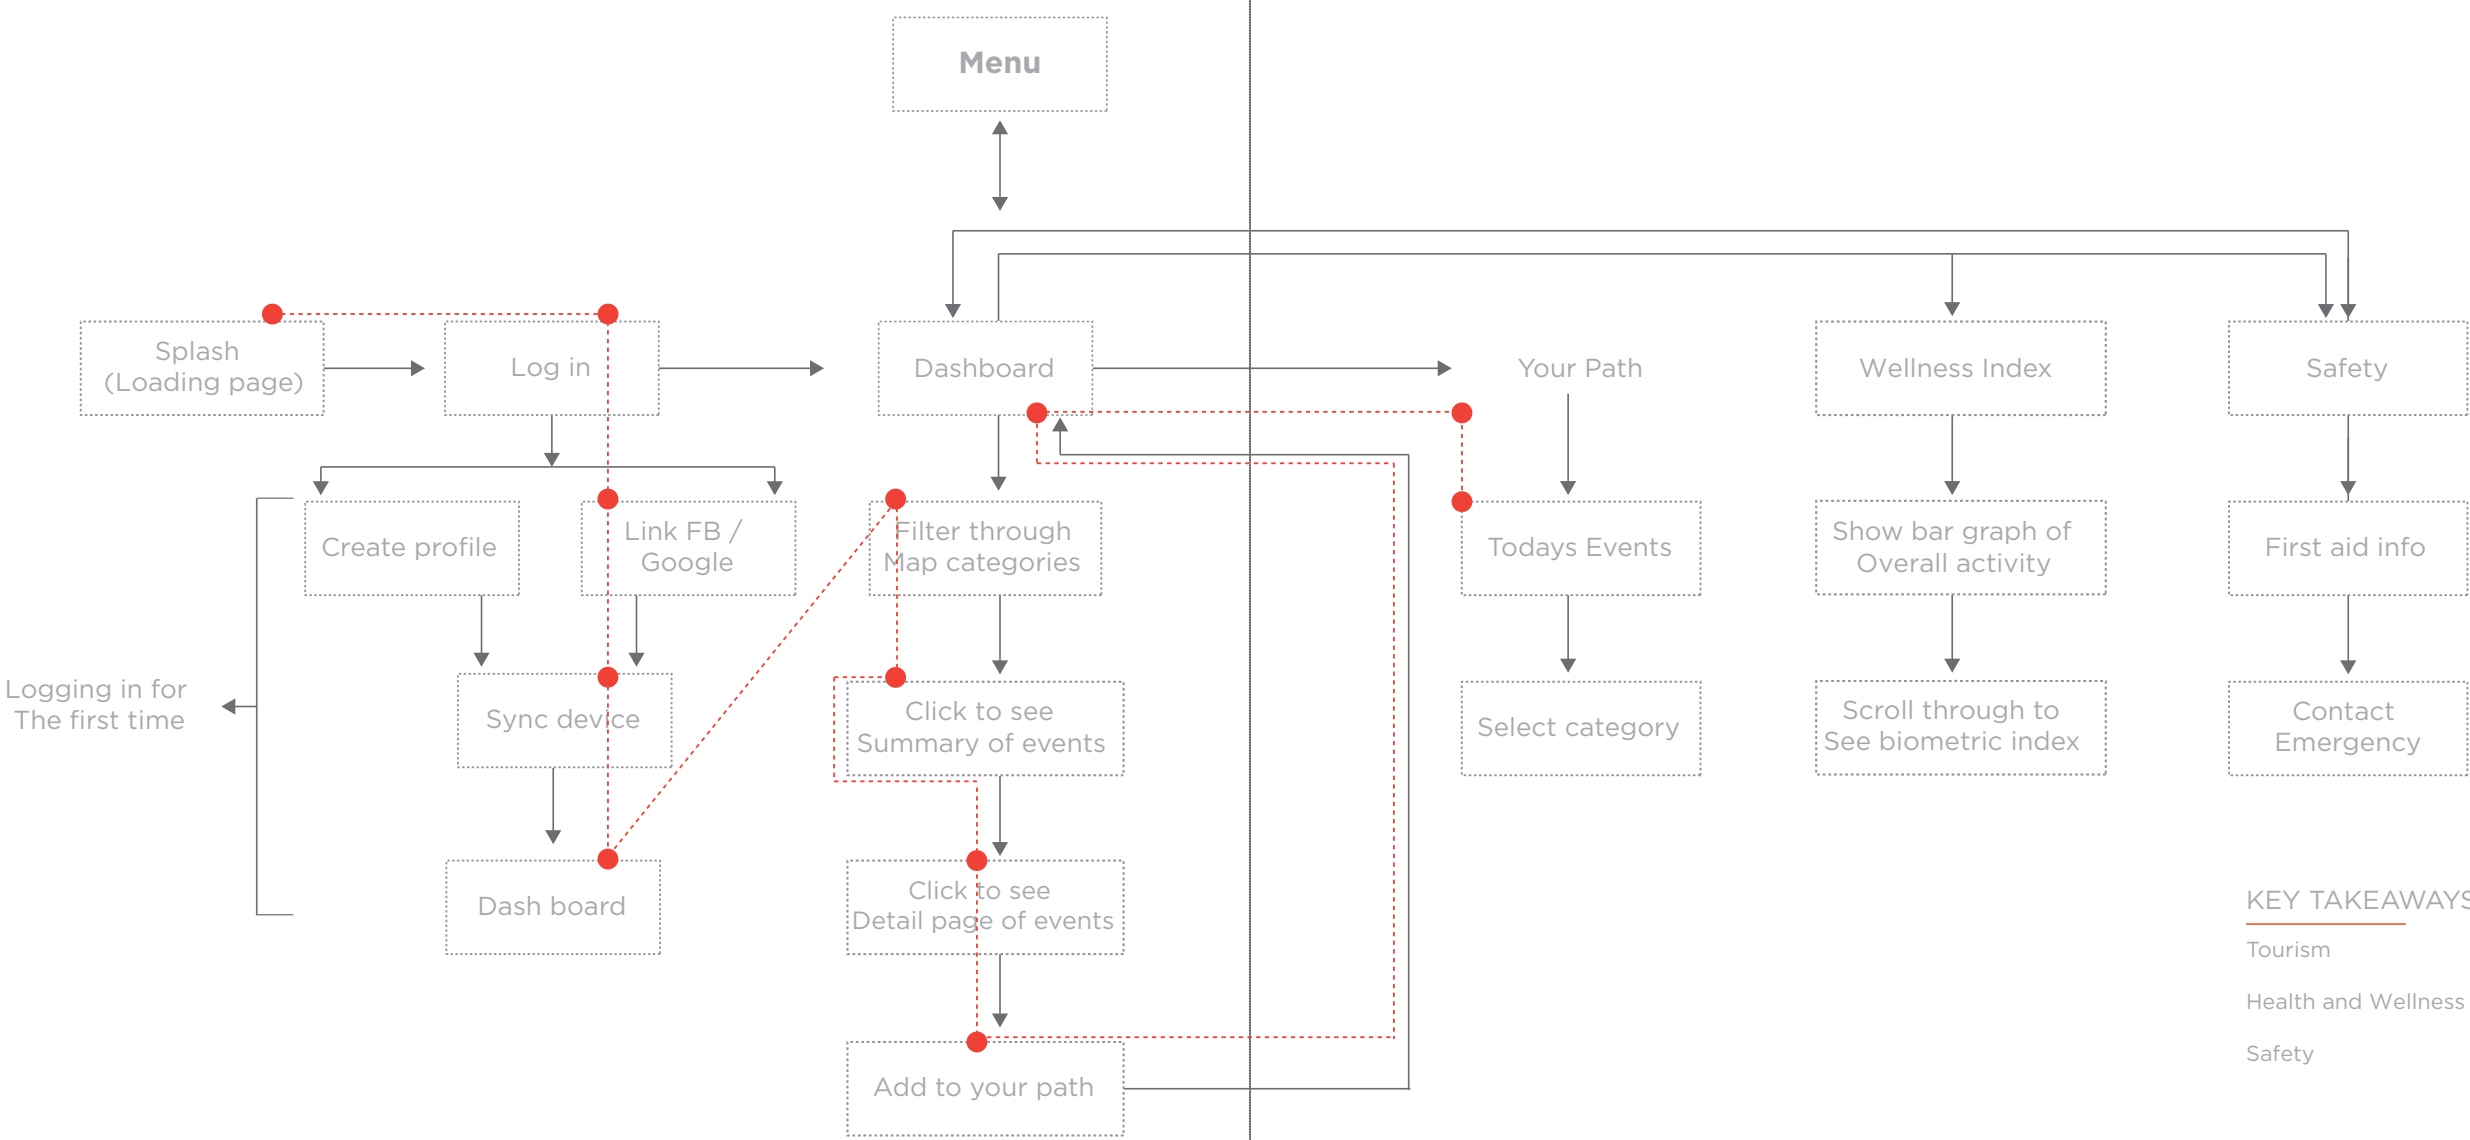 Menu
Splash
(Loading page)
Log in
Dashboard
Your Path
Wellness Index
Safety
Create profile
Link FB /
Google
Filter through
Map categories
Todays Events
Show bar graph of
Overall activity
First aid info
Logging in for
The first time
Sync device
Click to see
Summary of events
Select category
Scroll through to
See biometric index
Contact
Emergency
Dash board
Click to see
Detail page of events
Add to your path
KEY TAKEAWAYS
Tourism
Health and Wellness
Safety